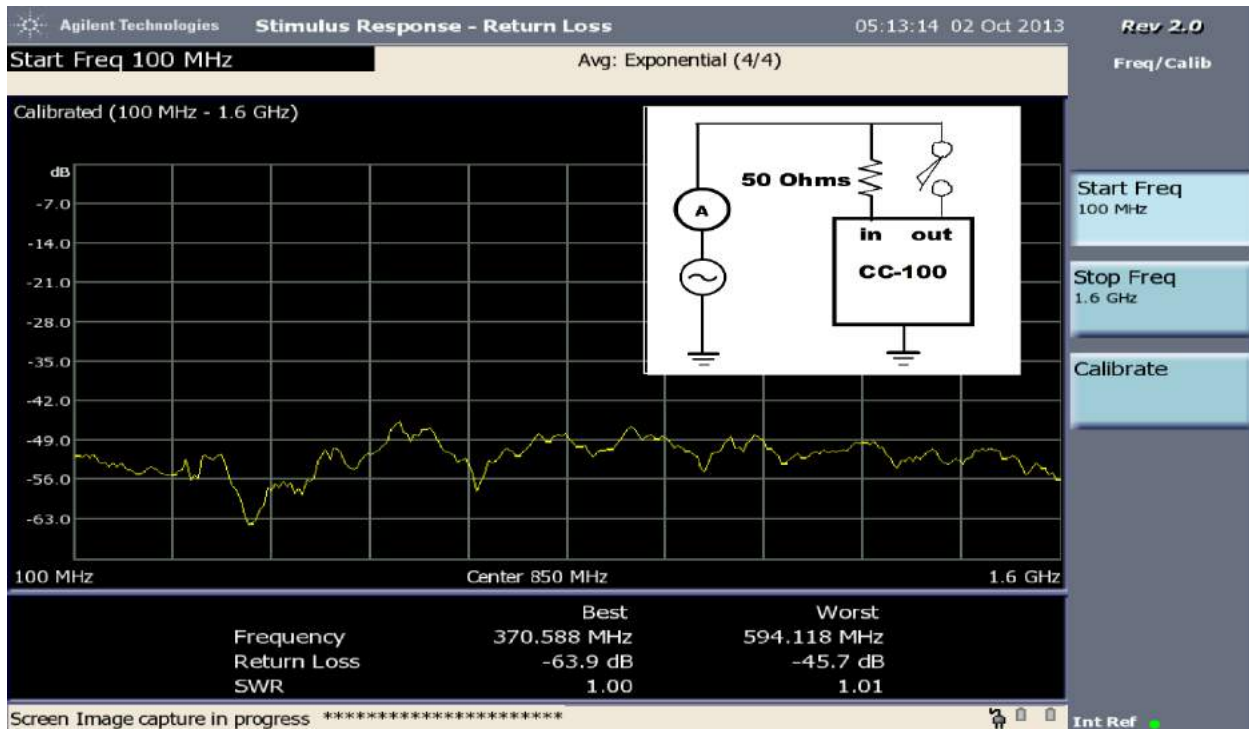 Agilent Technologies Stimulus Response - Return Loss 05:13:14 02 Oct 2013 Rev 2.0
Start Freq 100 MHz Avg: Exponential (4/4) Freq/Calib
Calibrated (100 MHz - 1.6 GHz)
dB
-7.0
-14.0
-21.0
-28.0
-35.0
-42.0
-49.0
-56.0
-63.0
50 Ohms
A
in out
CC-100
Start Freq
100 MHz
Stop Freq
1.6 GHz
Calibrate
100 MHz Center 850 MHz 1.6 GHz
Best Worst
Frequency 370.588 MHz 594.118 MHz
Return Loss -63.9 dB -45.7 dB
SWR 1.00 1.01
Screen Image capture in progress **********************
Int Ref